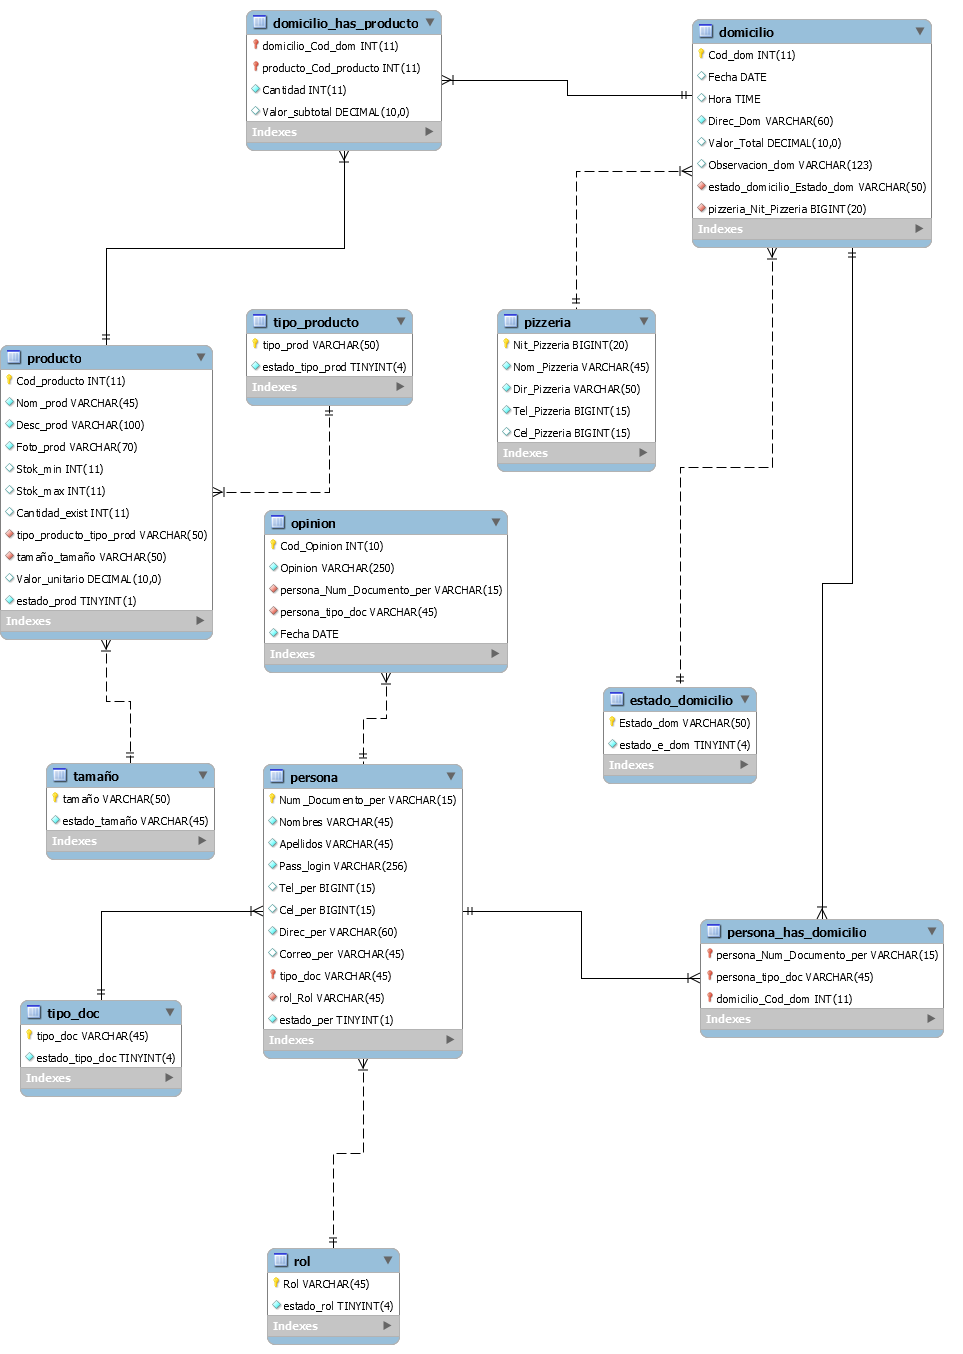 domicilio_has_producto
domicilio_Cod_dom INT(11)
producto_Cod_producto INT(11)
Cantidad INT(11)
Valor_subtotal DECIMAL(10,0)
Indexes
domicilio
Cod_dom INT(11)
Fecha DATE
Hora TIME
Direc_Dom VARCHAR(60)
Valor_Total DECIMAL(10,0)
Observacion_dom VARCHAR(123)
estado_domicilio_Estado_dom VARCHAR(50)
pizzeria_Nit_Pizzeria BIGINT(20)
Indexes
tipo_producto
tipo_prod VARCHAR(50)
estado_tipo_prod TINYINT(4)
Indexes
pizzeria
Nit_Pizzeria BIGINT(20)
Nom_Pizzeria VARCHAR(45)
Dir_Pizzeria VARCHAR(50)
Tel_Pizzeria BIGINT(15)
Cel_Pizzeria BIGINT(15)
Indexes
producto
Cod_producto INT(11)
Nom_prod VARCHAR(45)
Desc_prod VARCHAR(100)
Foto_prod VARCHAR(70)
Stok_min INT(11)
Stok_max INT(11)
Cantidad_exist INT(11)
tipo_producto_tipo_prod VARCHAR(50)
tamaño_tamaño VARCHAR(50)
Valor_unitario DECIMAL(10,0)
estado_prod TINYINT(1)
Indexes
opinion
Cod_Opinion INT(10)
Opinion VARCHAR(250)
persona_Num_Documento_per VARCHAR(15)
persona_tipo_doc VARCHAR(45)
Fecha DATE
Indexes
estado_domicilio
Estado_dom VARCHAR(50)
estado_e_dom TINYINT(4)
Indexes
tamaño
tamaño VARCHAR(50)
estado_tamaño VARCHAR(45)
Indexes
persona
Num_Documento_per VARCHAR(15)
Nombres VARCHAR(45)
Apellidos VARCHAR(45)
Pass_login VARCHAR(256)
Tel_per BIGINT(15)
Cel_per BIGINT(15)
Direc_per VARCHAR(60)
Correo_per VARCHAR(45)
tipo_doc VARCHAR(45)
rol_Rol VARCHAR(45)
estado_per TINYINT(1)
Indexes
persona_has_domicilio
persona_Num_Documento_per VARCHAR(15)
persona_tipo_doc VARCHAR(45)
domicilio_Cod_dom INT(11)
Indexes
tipo_doc
tipo_doc VARCHAR(45)
estado_tipo_doc TINYINT(4)
Indexes
rol
Rol VARCHAR(45)
estado_rol TINYINT(4)
Indexes